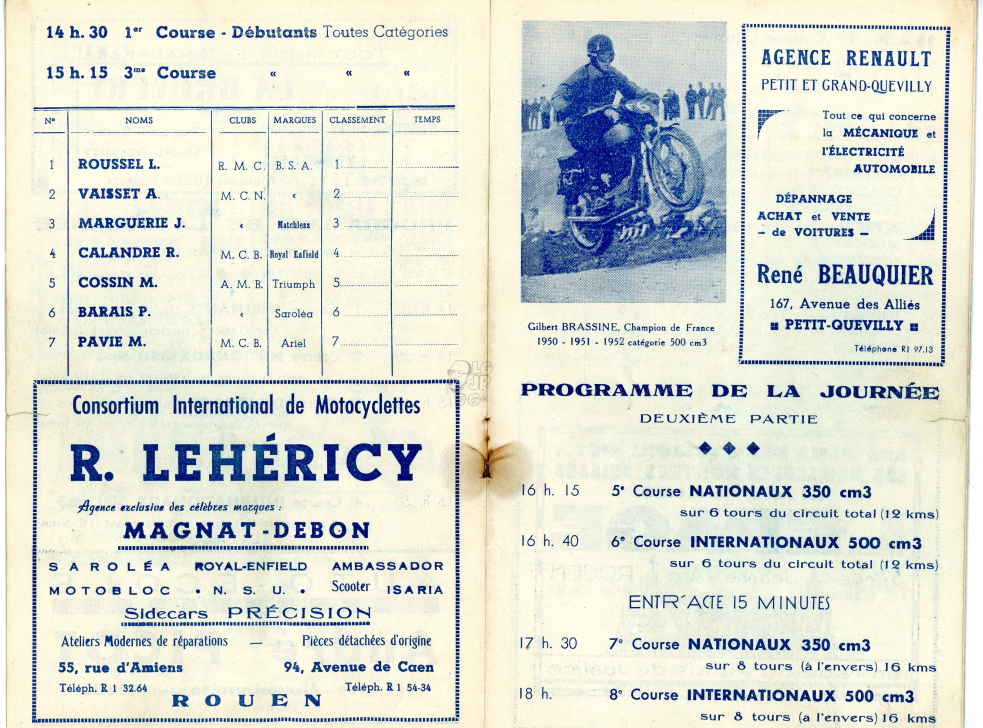 14 h. 30 1er Course - Débutants Toutes Catégories
15 h. 15 3me Course « « «
No NOMS CLUBS MARQUES CLASSEMENT TEMPS
1 ROUSSEL L. R. M. C. B. S. A. 1
2 VAISSET A. M. C. N. « 2
3 MARGUERIE J. « Matchless 3
4 CALANDRE R. M. C. B. Royal Enfield 4
5 COSSIN M. A. M. B. Triumph 5
6 BARAIS P. « Saroléa 6
7 PAVIE M. M. C. B. Ariel 7
Consortium International de Motocyclettes
R. LEHÉRICY
Agence exclusive des célèbres macques :
MAGNAT-DEBON
SAROLÉA ROYAL-ENFIELD AMBASSADOR
MOTOBLOC • N. S. U. • Scooter ISARIA
Sidecars PRÉCISION
Ateliers Modernes de réparations — Pièces détachées d'origine
55, rue d'Amiens 94, Avenue de Caen
Téléph. R 1 32.64 Téléph. R 1 54-34
ROUEN
Gilbert BRASSINE, Champion de France
1950 - 1951 - 1952 catégorie 500 cm3
AGENCE RENAULT
PETIT ET GRAND-QUEVILLY
Tout ce qui concerne
la MÉCANIQUE et
l'ÉLECTRICITÉ
AUTOMOBILE
DÉPANNAGE
ACHAT et VENTE
- de VOITURES -
René BEAUQUIER
167, Avenue des Alliés
PETIT-QUEVILLY
Téléphone R1 97.13
PROGRAMME DE LA JOURNÉE
DEUXIÈME PARTIE
16 h. 15 5e Course NATIONAUX 350 cm3
sur 6 tours du circuit total (12 kms)
16 h. 40 6e Course INTERNATIONAUX 500 cm3
sur 6 tours du circuit total (12 kms)
ENTR'ACTE 15 MINUTES
17 h. 30 7e Course NATIONAUX 350 cm3
sur 8 tours (à l'envers) 16 kms
18 h. 8e Course INTERNATIONAUX 500 cm3
sur 8 tours (a l'envers) 16 kms